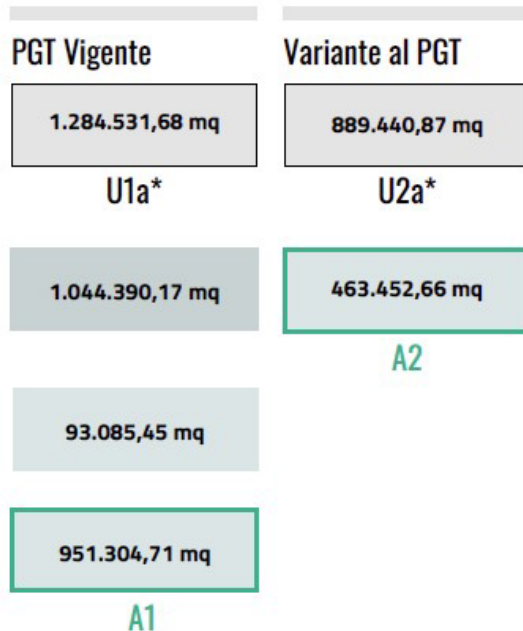 PGT Vigente
1.284.531,68 mq
U1a*
1.044.390,17 mq
93.085,45 mq
951.304,71 mq
A1
Variante al PGT
889.440,87 mq
U2a*
463.452,66 mq
A2